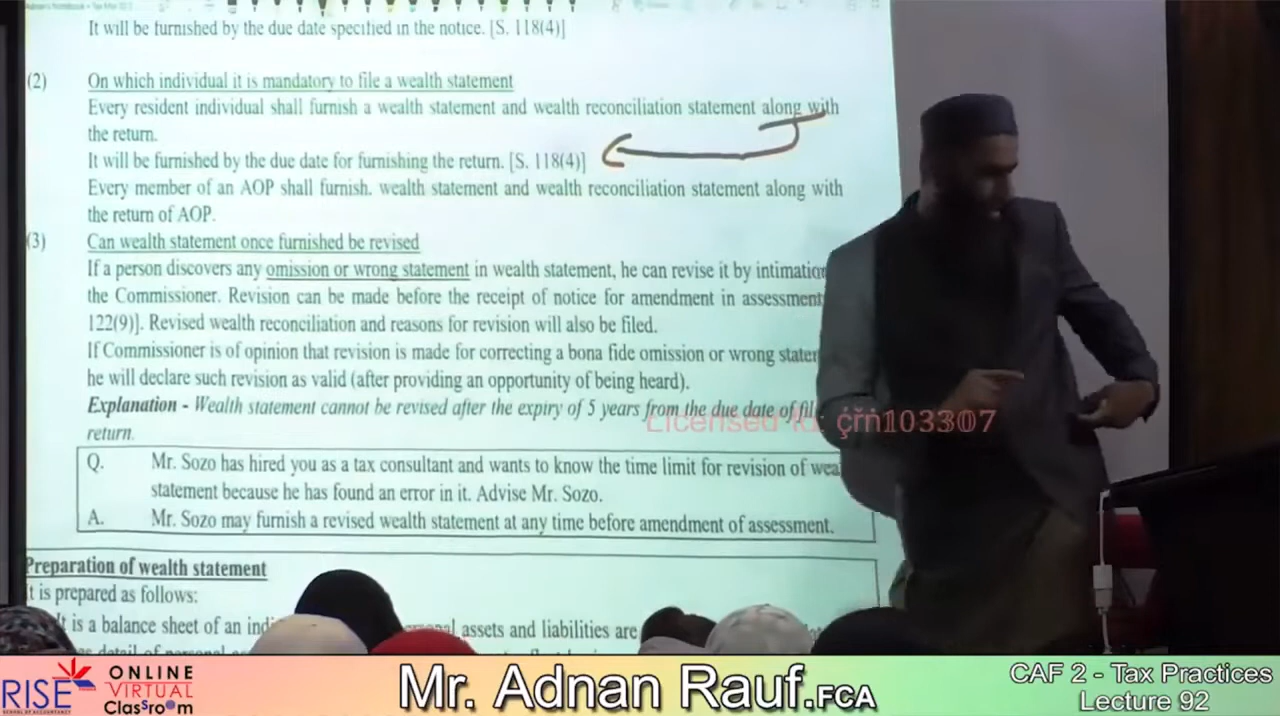 It will be furnished by the due date specified in the notice. [S. 118(4)]
(2) On which individual it is mandatory to file a wealth statement
Every resident individual shall furnish a wealth statement and wealth reconciliation statement along with
the return.
It will be furnished by the due date for furnishing the return. [S. 118(4)]
Every member of an AOP shall furnish. wealth statement and wealth reconciliation statement along with
the return of AOP.
(3) Can wealth statement once furnished be revised
If a person discovers any omission or wrong statement in wealth statement, he can revise it by intimation
the Commissioner. Revision can be made before the receipt of notice for amendment in assessment
122(9)]. Revised wealth reconciliation and reasons for revision will also be filed.
If Commissioner is of opinion that revision is made for correcting a bona fide omission or wrong
he will declare such revision as valid (after providing an opportunity of being heard).
Explanation - Wealth statement cannot be revised after the expiry of 5 years from the due date of
return.
Licensed Id: çřṅ103307
Q. Mr. Sozo has hired you as a tax consultant and wants to know the time limit for revision of
statement because he has found an error in it. Advise Mr. Sozo.
A. Mr. Sozo may furnish a revised wealth statement at any time before amendment of assessment.
Preparation of wealth statement
It is prepared as follows:
It is a balance sheet of an assets and liabilities are
RISE
SCHOOL OF ACCOUNTANCY
ONLINE
VIRTUAL
Classroom
Mr. Adnan Rauf.FCA
CAF 2 - Tax Practices
Lecture 92